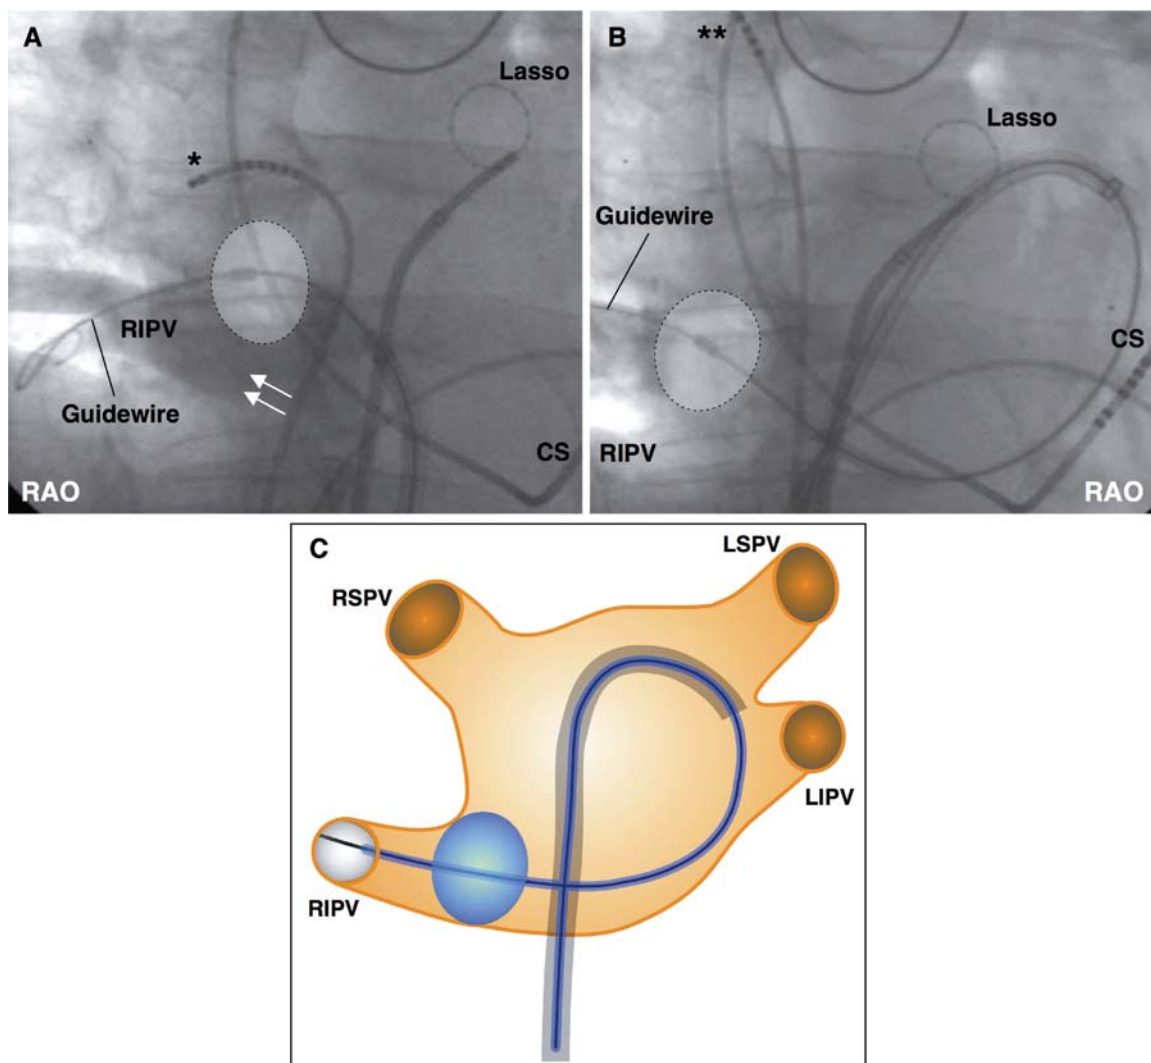 A
Lasso
*
RIPV
Guidewire
CS
RAO
B
**
Lasso
Guidewire
CS
RIPV
RAO
C
LSPV
RSPV
LIPV
RIPV